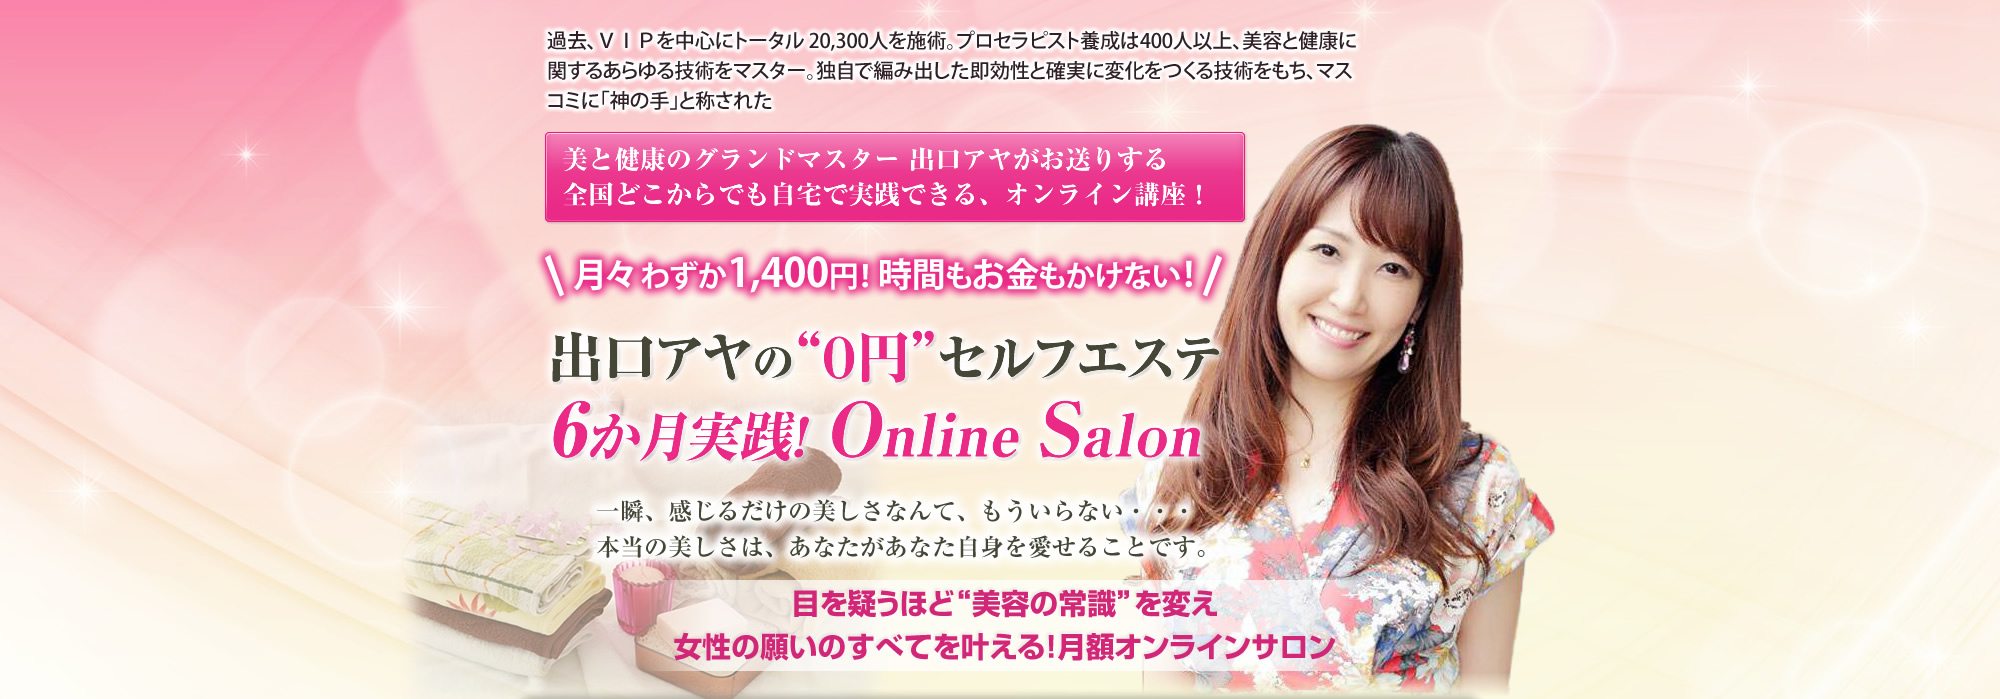 過去、ＶＩＰを中心にトータル 20,300人を施術。プロセラピスト養成は400人以上、美容と健康に
関するあらゆる技術をマスター。独自で編み出した即効性と確実に変化をつくる技術をもち、マス
コミに「神の手」と称された
美と健康のグランドマスター 出口アヤがお送りする
全国どこからでも自宅で実践できる、オンライン講座！
\ 月々わずか1,400円！時間もお金もかけない！ /
出口アヤの“0円”セルフエステ
6か月実践！ Online Salon
一瞬、感じるだけの美しさなんて、もういらない・・・
本当の美しさは、あなたがあなた自身を愛せることです。
目を疑うほど“美容の常識”を変え
女性の願いのすべてを叶える！月額オンラインサロン